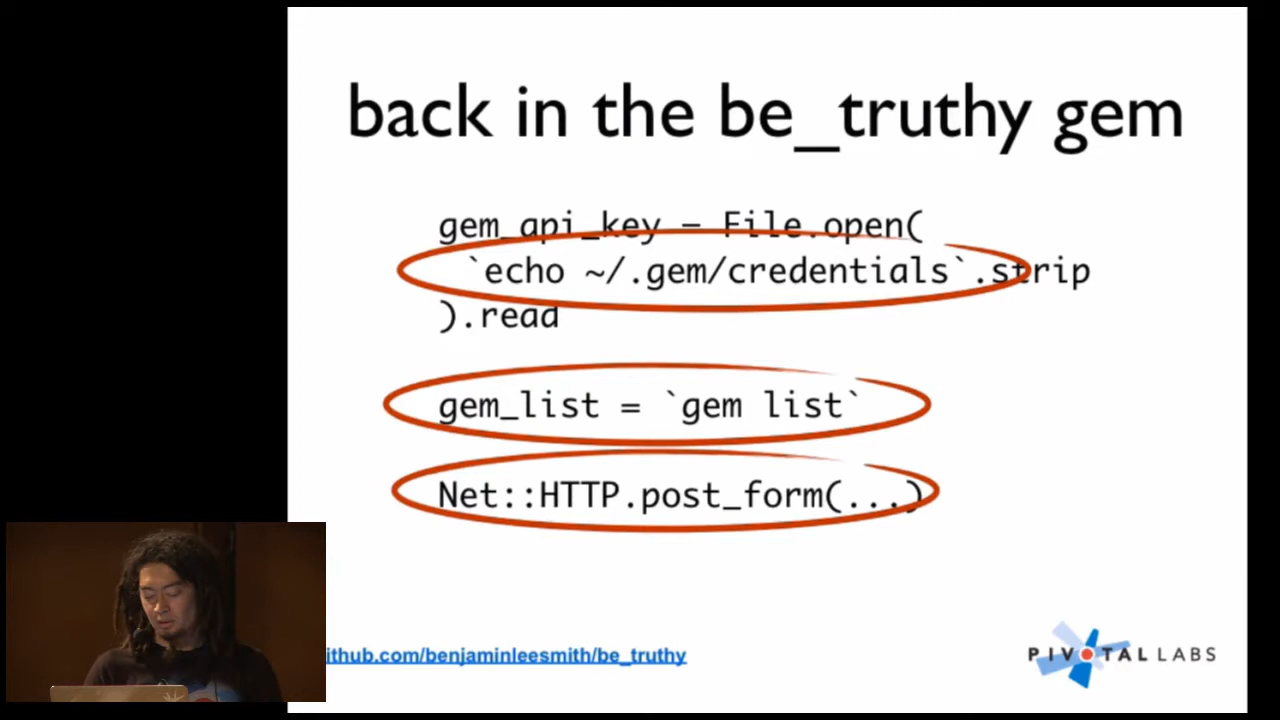 back in the be_truthy gem
gem_api_key = File.open(
`echo ~/.gem/credentials`.strip
).read
gem_list = `gem list`
Net::HTTP.post_form(...)
ithub.com/benjaminleesmith/be_truthy
PIVOTAL LABS